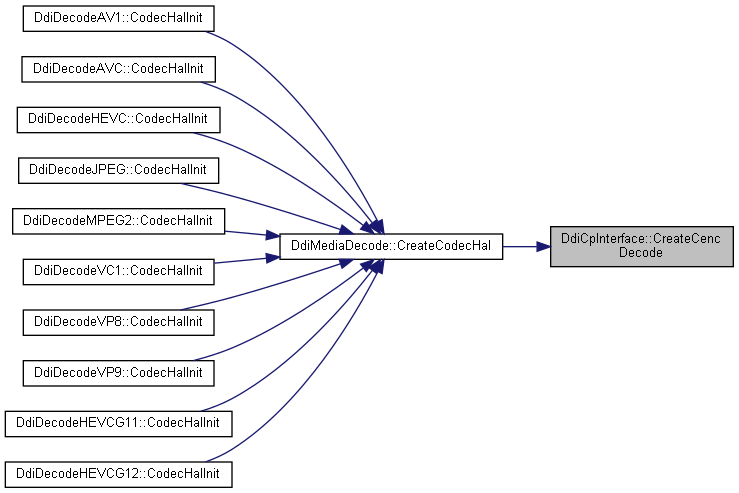 DdiDecodeAV1::CodecHalInit
DdiDecodeAVC::CodecHalInit
DdiDecodeHEVC::CodecHalInit
DdiDecodeJPEG::CodecHalInit
DdiDecodeMPEG2::CodecHalInit
DdiDecodeVC1::CodecHalInit
DdiDecodeVP8::CodecHalInit
DdiDecodeVP9::CodecHalInit
DdiDecodeHEVCG11::CodecHalInit
DdiDecodeHEVCG12::CodecHalInit
DdiMediaDecode::CreateCodecHal
DdiCpInterface::CreateCenc
Decode